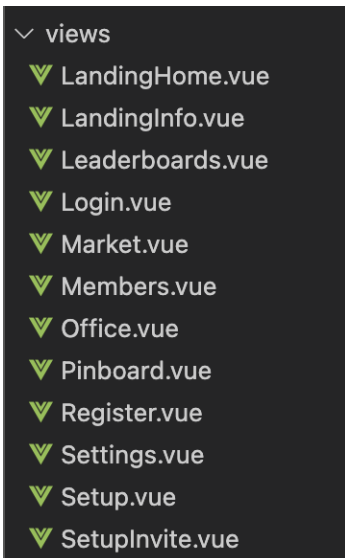 views
LandingHome.vue
LandingInfo.vue
Leaderboards.vue
Login.vue
Market.vue
Members.vue
Office.vue
Pinboard.vue
Register.vue
Settings.vue
Setup.vue
SetupInvite.vue